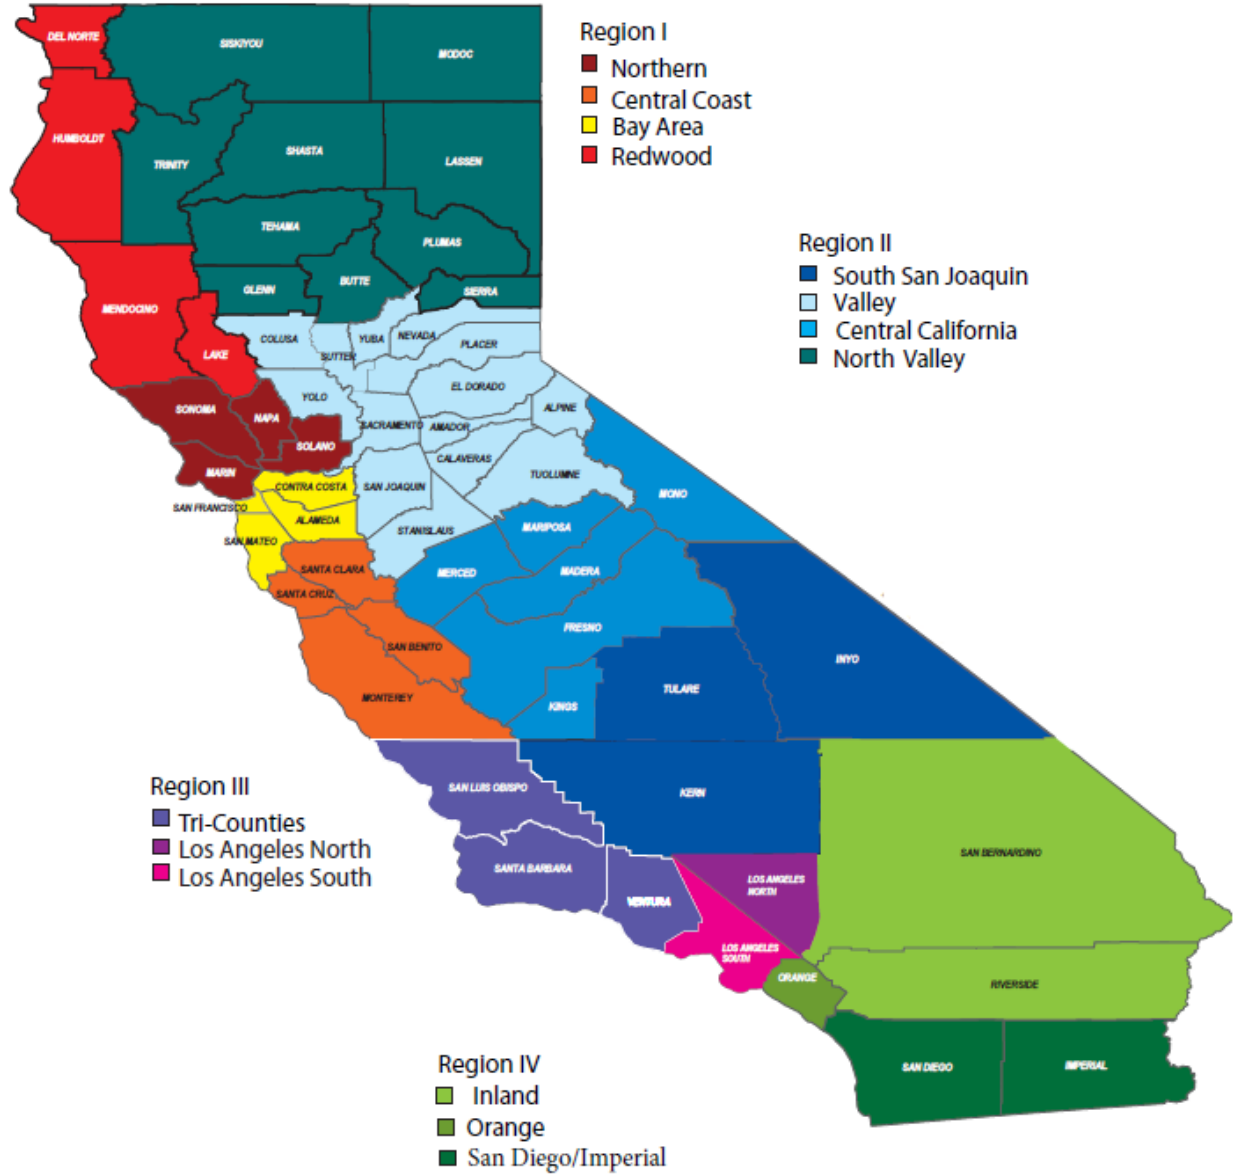 DEL NORTE
SISKIYOU
MODOC
Region I
Northern
Central Coast
Bay Area
Redwood
HUMBOLDT
TRINITY
SHASTA
LASSEN
TEHAMA
PLUMAS
Region II
South San Joaquin
Valley
Central California
North Valley
GLENN
BUTTE
SIERRA
MENDOCINO
LAKE
COLUSA
SUTTER
YUBA
NEVADA
PLACER
YOLO
EL DORADO
SONOMA
NAPA
SOLANO
SACRAMENTO
AMADOR
ALPINE
MARIN
CALAVERAS
TUOLUMNE
CONTRA COSTA
SAN JOAQUIN
MONO
SAN FRANCISCO
ALAMEDA
STANISLAUS
MARIPOSA
SAN MATEO
SANTA CLARA
MERCED
MADERA
SANTA CRUZ
FRESNO
SAN BENITO
INYO
MONTEREY
KINGS
TULARE
Region III
Tri-Counties
Los Angeles North
Los Angeles South
SAN LUIS OBISPO
KERN
SANTA BARBARA
VENTURA
LOS ANGELES
NORTH
SAN BERNARDINO
LOS ANGELES
SOUTH
ORANGE
RIVERSIDE
SAN DIEGO
IMPERIAL
Region IV
Inland
Orange
San Diego/Imperial